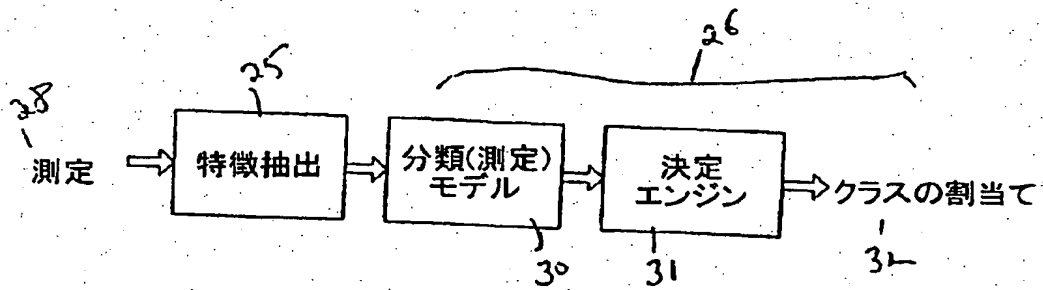 26
25
28
測定
特徴抽出
分類(測定)
モデル
決定
エンジン
クラスの割当て
30
31
32